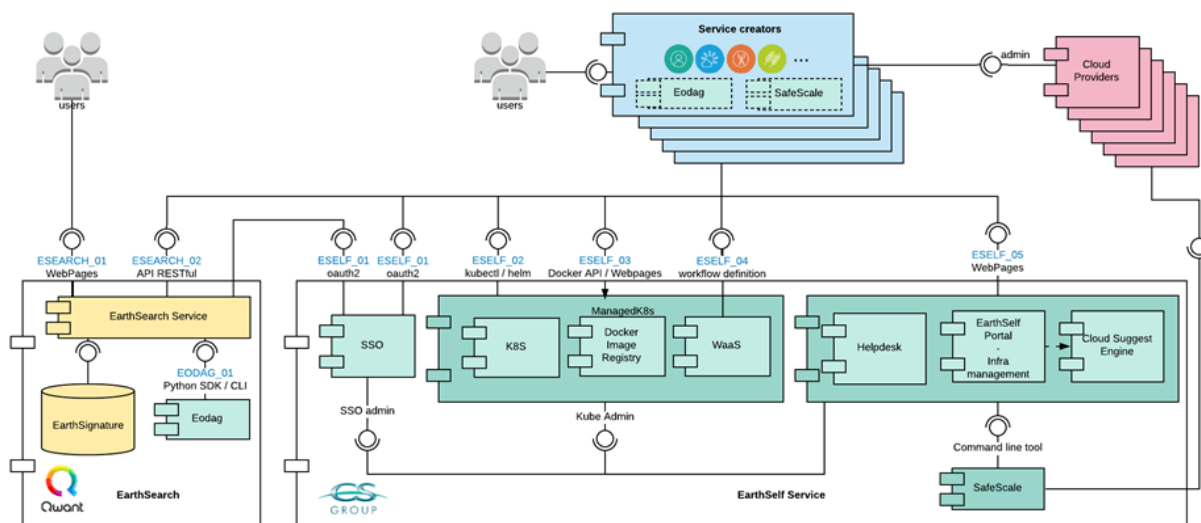 Service creators
...
admin
Cloud
Providers
Eodag
SafeScale
users
users
ESEARCH_01
WebPages
ESEARCH_02
API RESTful
ESELF_01
oauth2
ESELF_01
oauth2
ESELF_02
kubectl / helm
ESELF_03
Docker API / Webpages
ESELF_04
workflow definition
ESELF_05
WebPages
EarthSearch Service
EODAG_01
Python SDK / CLI
EarthSignature
Eodag
Qwant
EarthSearch
SSO
ManagedK8s
K8S
Docker
Image
Registry
WaaS
Helpdesk
EarthSelf
Portal
-
Infra
management
Cloud Suggest
Engine
SSO admin
Kube Admin
Command line tool
SafeScale
CS
GROUP
EarthSelf Service